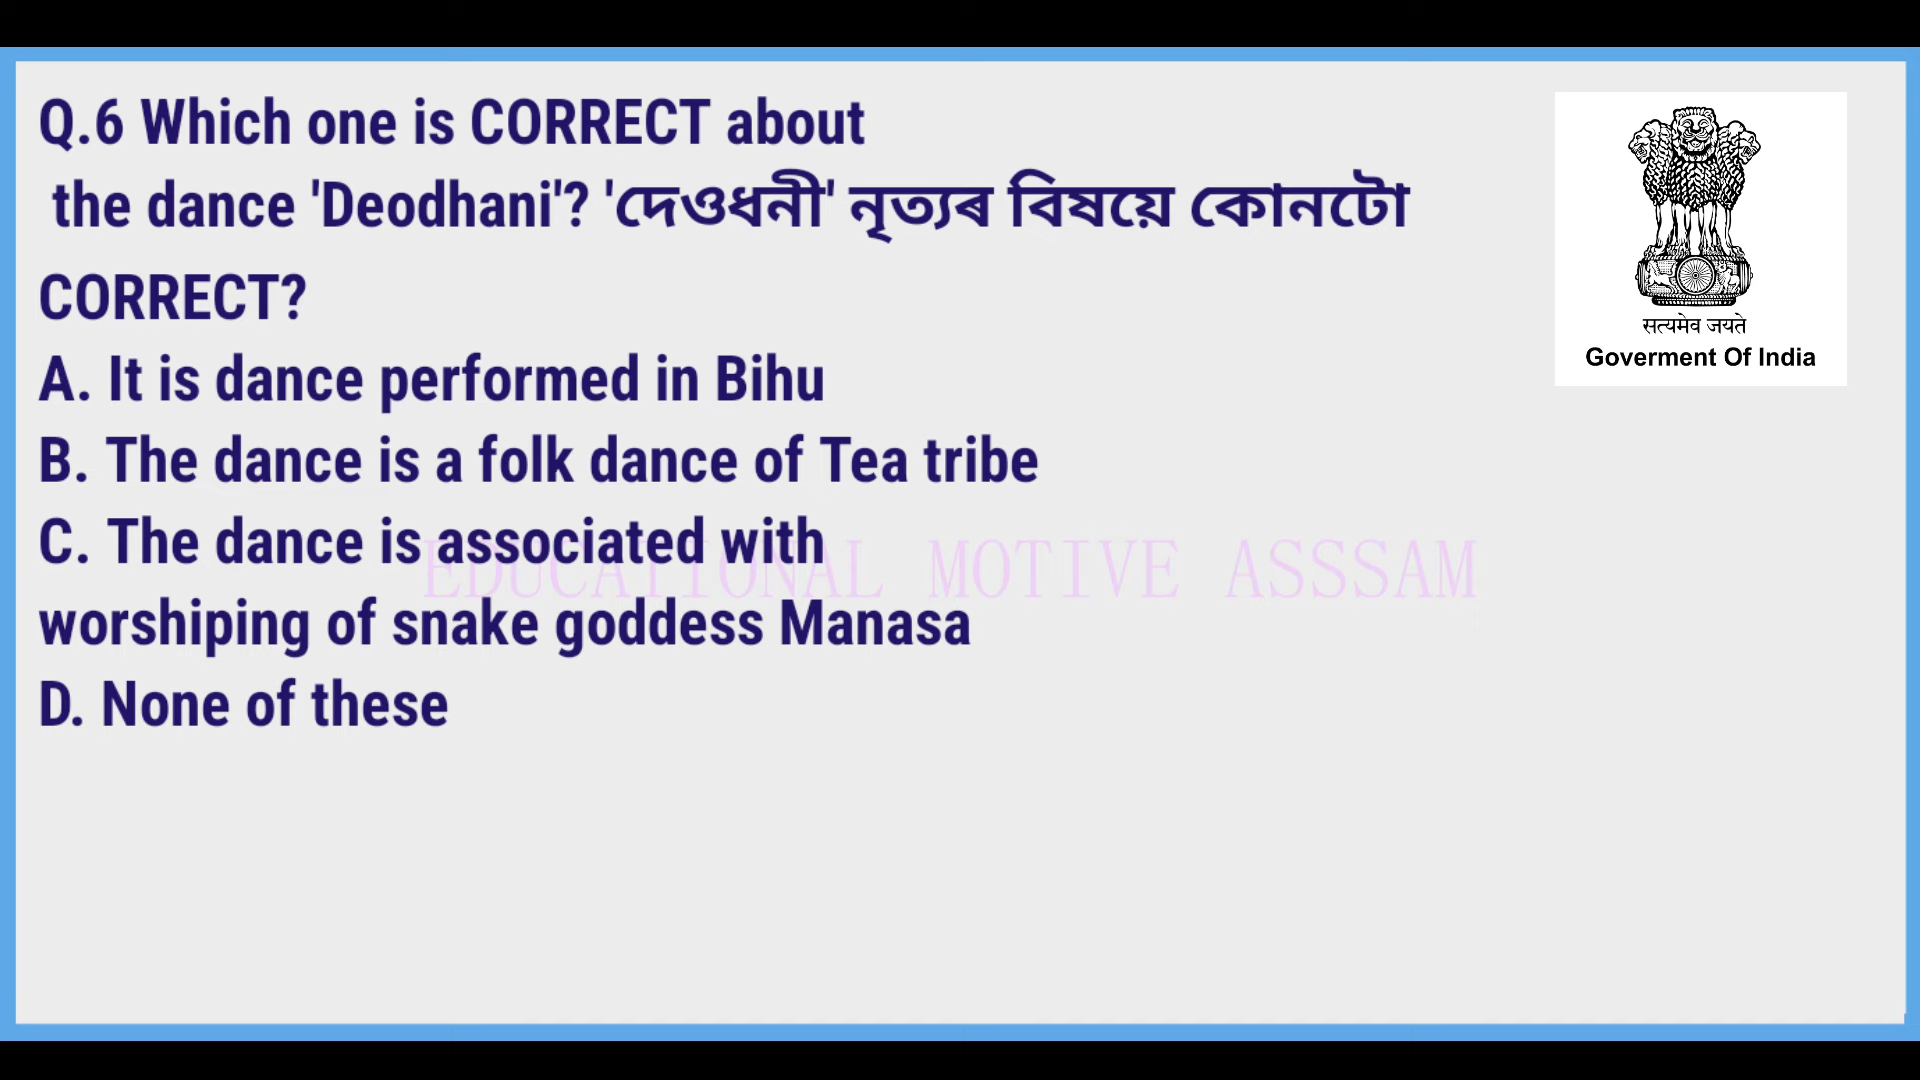 Q.6 Which one is CORRECT about
the dance 'Deodhani'? 'দেওধনী' নৃত্যৰ বিষয়ে কোনটো
CORRECT?
A. It is dance performed in Bihu
B. The dance is a folk dance of Tea tribe
C. The dance is associated with
worshiping of snake goddess Manasa
D. None of these
EDUCATIONAL MOTIVE ASSSAM
सत्यमेव जयते
Goverment Of India